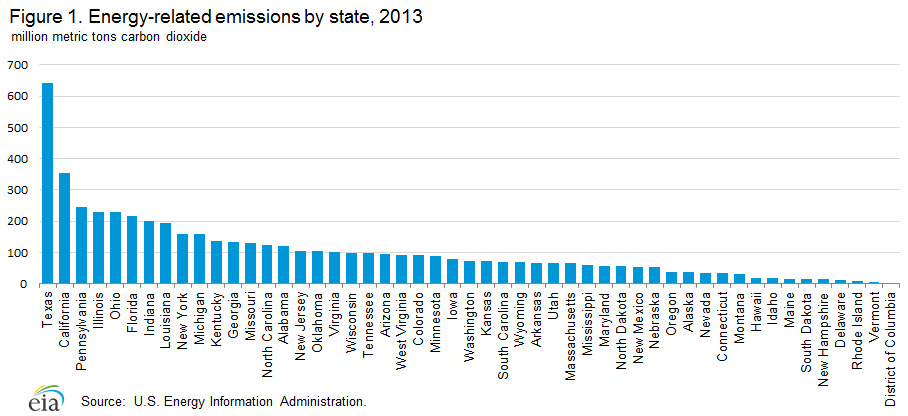 Figure 1. Energy-related emissions by state, 2013
million metric tons carbon dioxide
700
600
500
400
300
200
100
0
Texas
California
Pennsylvania
Illinois
Ohio
Florida
Indiana
Louisiana
New York
Michigan
Kentucky
Georgia
Missouri
North Carolina
Alabama
New Jersey
Oklahoma
Virginia
Wisconsin
Tennessee
Arizona
West Virginia
Colorado
Minnesota
Iowa
Washington
Kansas
South Carolina
Wyoming
Arkansas
Utah
Massachusetts
Mississippi
Maryland
North Dakota
New Mexico
Nebraska
Oregon
Alaska
Nevada
Connecticut
Montana
Hawaii
Idaho
Maine
South Dakota
New Hampshire
Delaware
Rhode Island
Vermont
District of Columbia
eia
Source: U.S. Energy Information Administration.